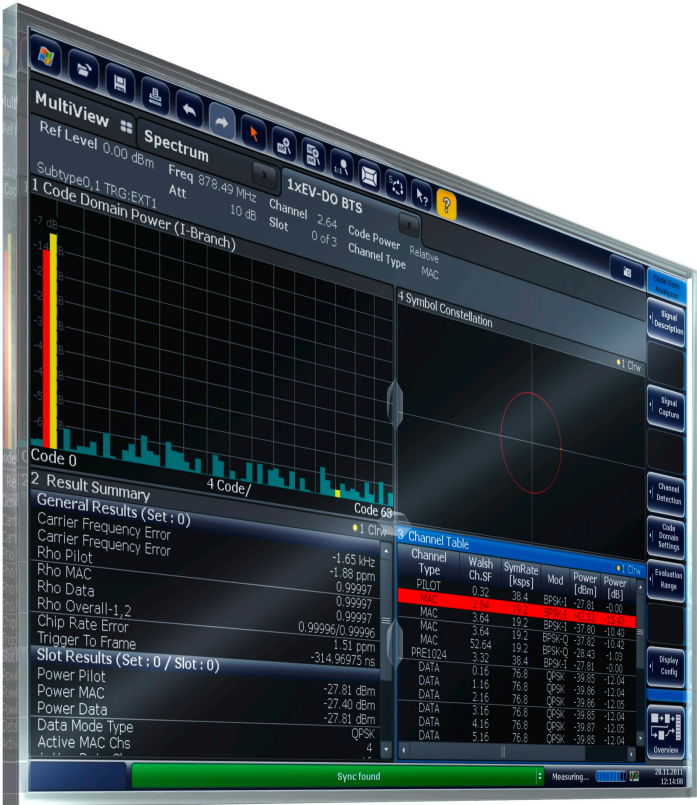 MultiView
Spectrum
1xEV-DO BTS
Ref Level 0.00 dBm
Freq 878.49 MHz
Channel 2.64
Code Power Relative
Att 10 dB
Slot 0 of 3
Channel Type MAC
Subtype0,1 TRG:EXT1
1 Code Domain Power (I-Branch)
-7 dB
Code 0
4 Code/
Code 63
4 Symbol Constellation
1 Clrw
2 Result Summary
General Results (Set : 0)
1 Clrw
Carrier Frequency Error -1.65 kHz
Carrier Frequency Error -1.88 ppm
Rho Pilot 0.99997
Rho MAC 0.99997
Rho Data 0.99997
Rho Overall-1,2 0.99996/0.99996
Chip Rate Error 1.51 ppm
Trigger To Frame -314.96975 ns
Slot Results (Set : 0 / Slot : 0)
Power Pilot -27.81 dBm
Power MAC -27.40 dBm
Power Data -27.81 dBm
Data Mode Type QPSK
Active MAC Chs 4
3 Channel Table
1 Clrw
Channel Type Walsh Ch.SF SymRate [ksps] Mod Power [dBm] Power [dB]
PILOT 0.32 38.4 BPSK-I -27.81 -0.00
MAC 2.64 19.2 BPSK-I -42.82 -15.43
MAC 3.64 19.2 BPSK-I -37.80 -10.40
MAC 3.64 19.2 BPSK-Q -37.82 -10.42
MAC 52.64 19.2 BPSK-Q -28.43 -1.03
PRE1024 3.32 38.4 BPSK-I -27.81 -0.00
DATA 0.16 76.8 QPSK -39.85 -12.04
DATA 1.16 76.8 QPSK -39.86 -12.04
DATA 2.16 76.8 QPSK -39.86 -12.05
DATA 3.16 76.8 QPSK -39.85 -12.04
DATA 4.16 76.8 QPSK -39.87 -12.05
DATA 5.16 76.8 QPSK -39.85 -12.04
Code Dom
Analyzer
Signal
Description
Signal
Capture
Channel
Detection
Code
Domain
Settings
Evaluation
Range
Display
Config
Overview
Sync found
Measuring...
28.11.2011
12:14:08